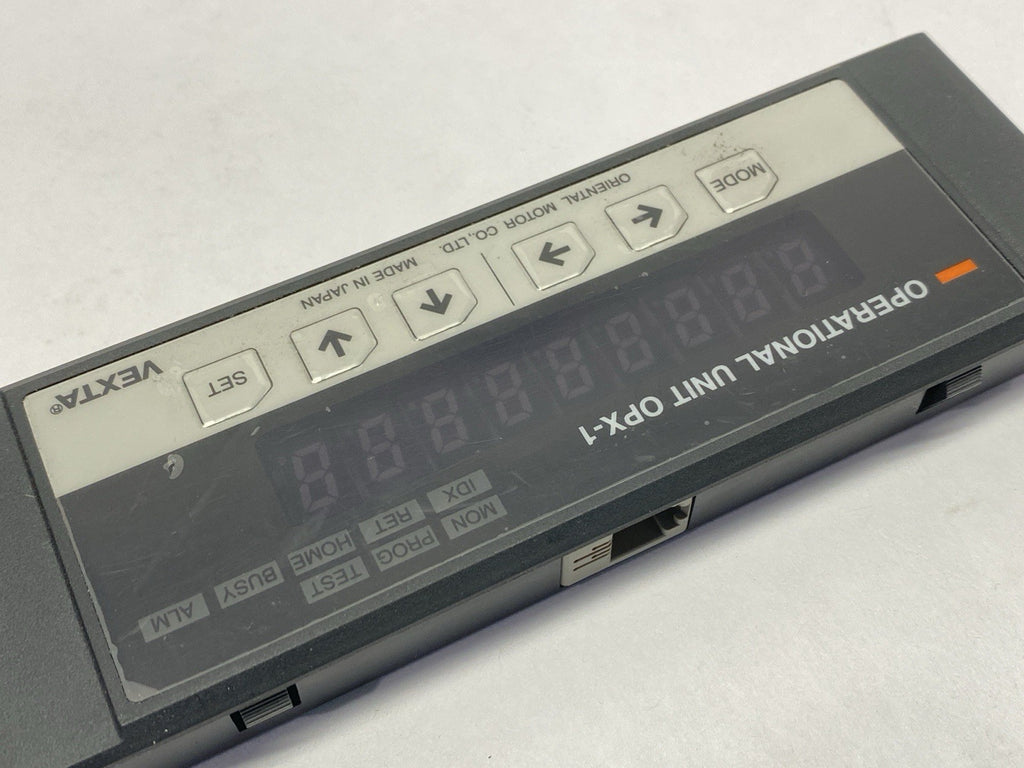 OPERATIONAL UNIT OPX-1
MON PROG TEST
IDX RET HOME BUSY ALM
MODE
SET
ORIENTAL MOTOR CO.,LTD.
MADE IN JAPAN
VEXTA®